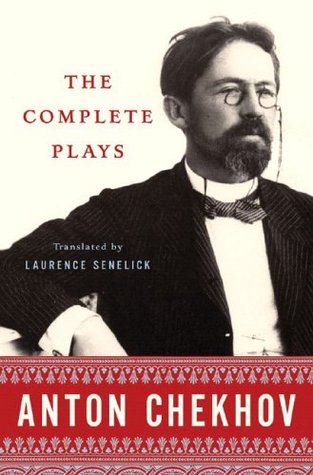 THE
COMPLETE
PLAYS
Translated by
LAURENCE SENELICK
ANTON CHEKHOV